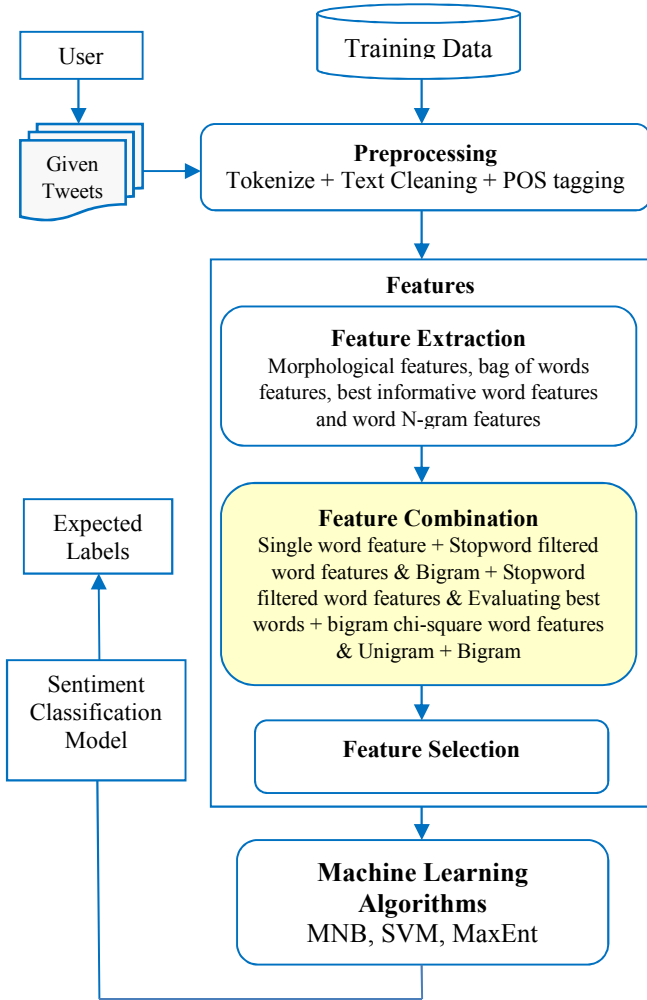 User
Training Data
Given
Tweets
Preprocessing
Tokenize + Text Cleaning + POS tagging
Features
Feature Extraction
Morphological features, bag of words
features, best informative word features
and word N-gram features
Feature Combination
Single word feature + Stopword filtered
word features & Bigram + Stopword
filtered word features & Evaluating best
words + bigram chi-square word features
& Unigram + Bigram
Feature Selection
Machine Learning
Algorithms
MNB, SVM, MaxEnt
Sentiment
Classification
Model
Expected
Labels